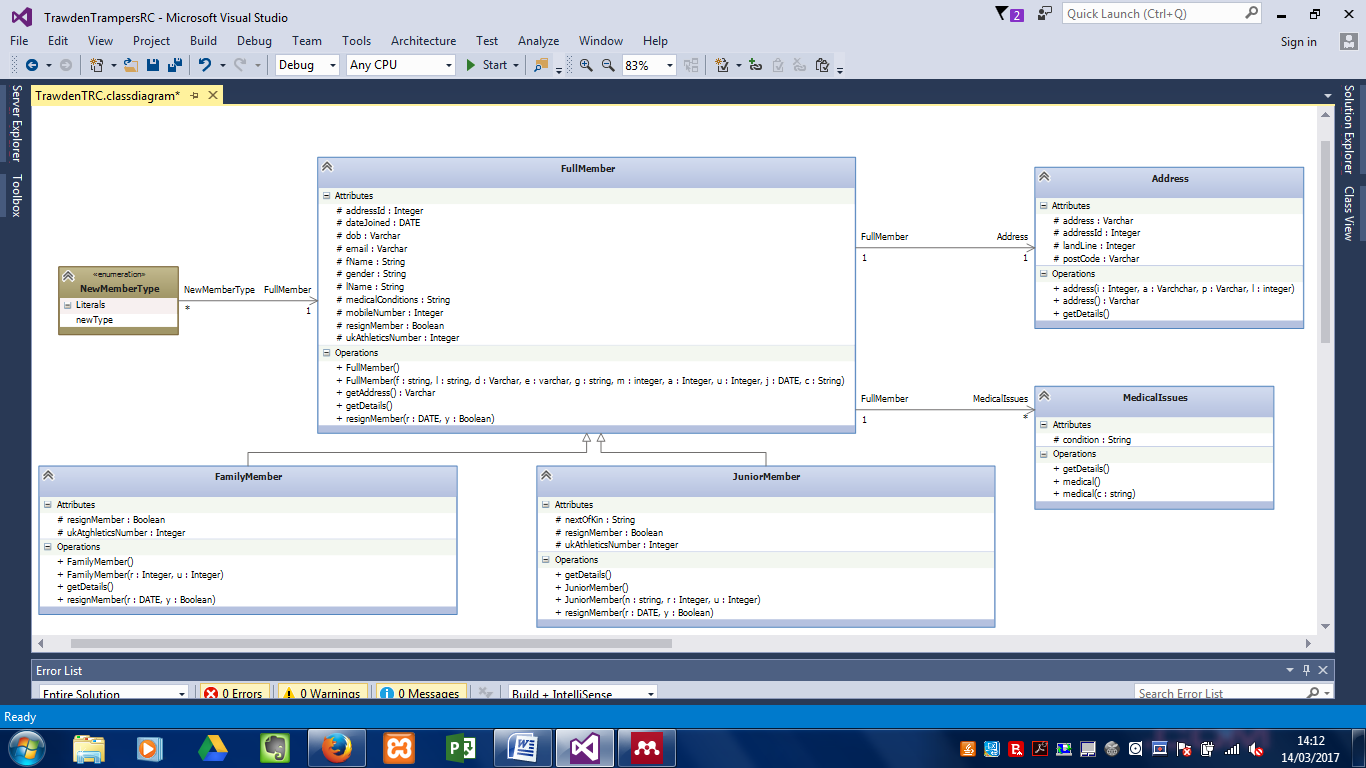 TrawdenTrampersRC - Microsoft Visual Studio
2
Quick Launch (Ctrl+Q)
File Edit View Project Build Debug Team Tools Architecture Test Analyze Window Help
Sign in
Debug Any CPU Start 83%
Server Explorer
Toolbox
Solution Explorer
Class View
TrawdenTRC.classdiagram*
«enumeration»
NewMemberType
Literals
newType
NewMemberType FullMember
* 1
FullMember
Attributes
# addressId : Integer
# dateJoined : DATE
# dob : Varchar
# email : Varchar
# fName : String
# gender : String
# lName : String
# medicalConditions : String
# mobileNumber : Integer
# resignMember : Boolean
# ukAthleticsNumber : Integer
Operations
+ FullMember()
+ FullMember(f : string, l : string, d : Varchar, e : varchar, g : string, m : integer, a : Integer, u : Integer, j : DATE, c : String)
+ getAddress() : Varchar
+ getDetails()
+ resignMember(r : DATE, y : Boolean)
FullMember Address
1 1
Address
Attributes
# address : Varchar
# addressId : Integer
# landLine : Integer
# postCode : Varchar
Operations
+ address(i : Integer, a : Varchchar, p : Varchar, l : integer)
+ address() : Varchar
+ getDetails()
FullMember MedicalIssues
1 *
MedicalIssues
Attributes
# condition : String
Operations
+ getDetails()
+ medical()
+ medical(c : string)
FamilyMember
Attributes
# resignMember : Boolean
# ukAtghleticsNumber : Integer
Operations
+ FamilyMember()
+ FamilyMember(r : Integer, u : Integer)
+ getDetails()
+ resignMember(r : DATE, y : Boolean)
JuniorMember
Attributes
# nextOfKin : String
# resignMember : Boolean
# ukAthleticsNumber : Integer
Operations
+ getDetails()
+ JuniorMember()
+ JuniorMember(n : string, r : Integer, u : Integer)
+ resignMember(r : DATE, y : Boolean)
Error List
Entire Solution 0 Errors 0 Warnings 0 Messages Build + IntelliSense Search Error List
Ready
14:12
14/03/2017